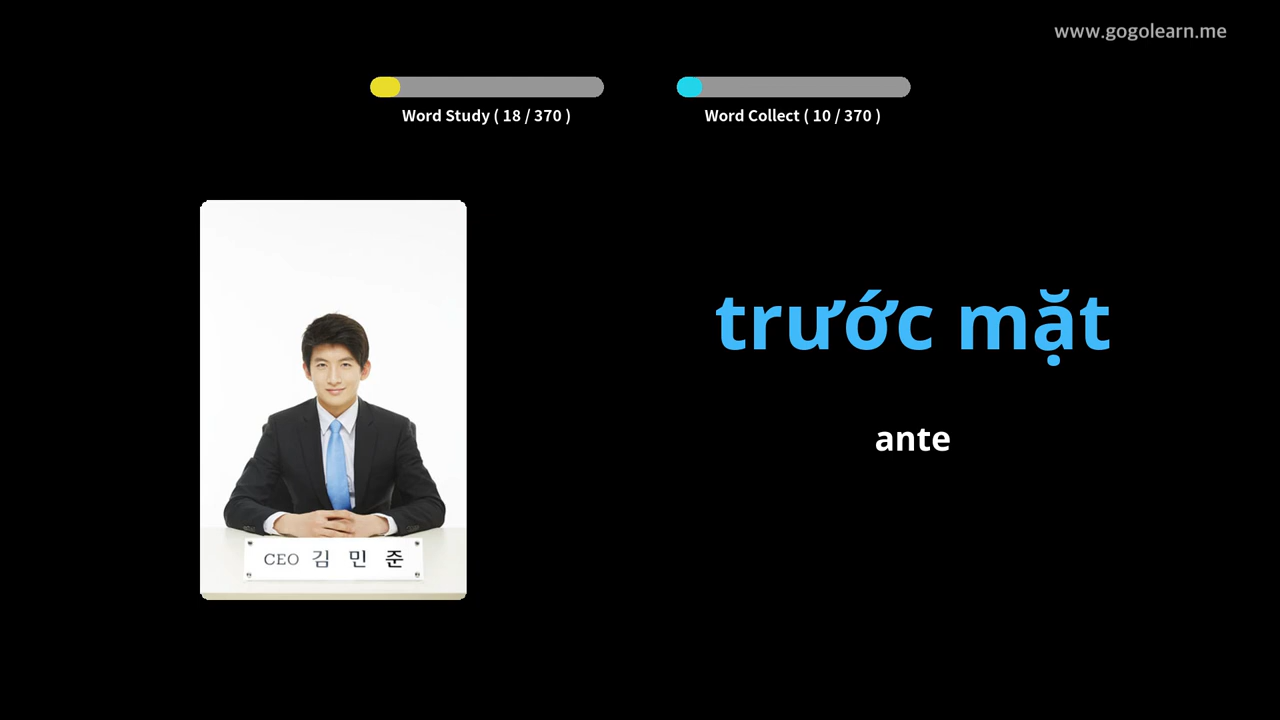 www.gogolearn.me
Word Study ( 18 / 370 )
Word Collect ( 10 / 370 )
trước mặt
ante
CEO 김 민 준